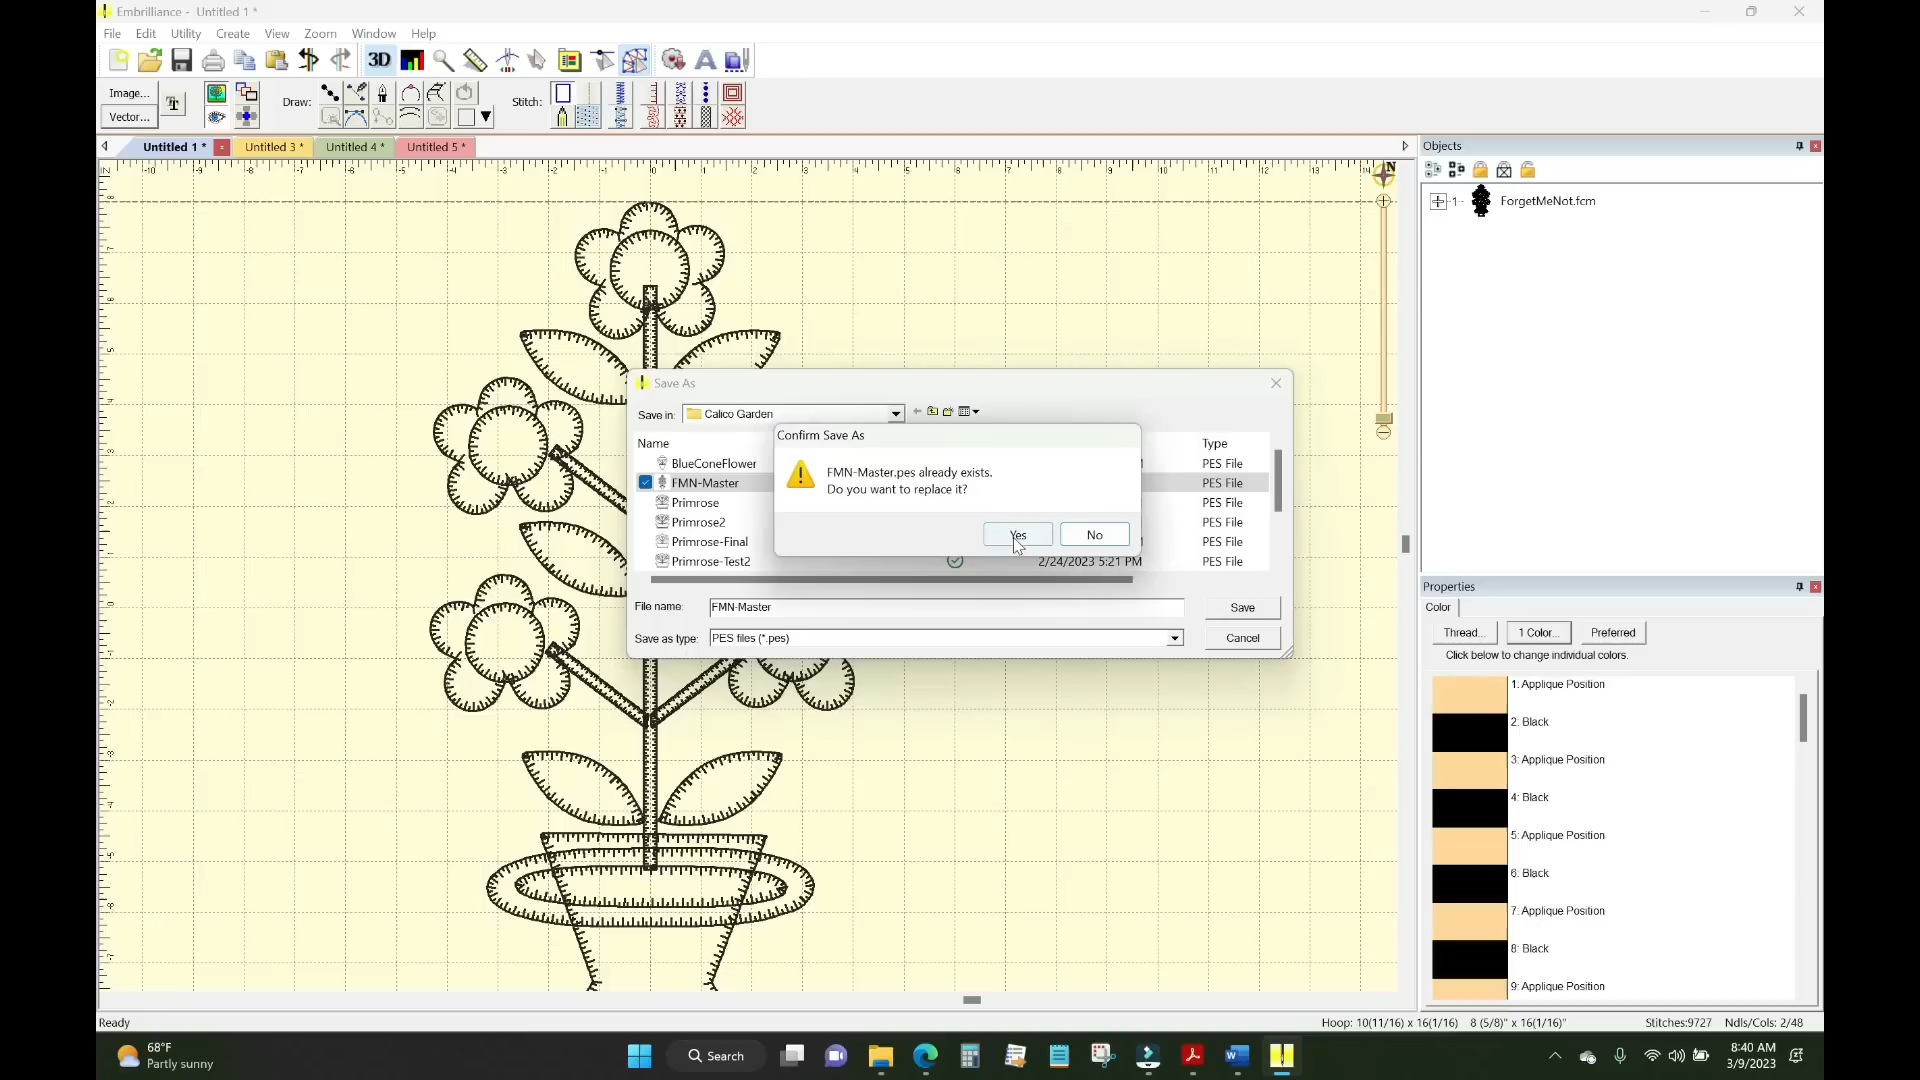 Embrilliance - Untitled 1 *
File Edit Utility Create View Zoom Create Window Help
3D
Image...
Vector...
Draw:
Stitch:
Untitled 1 * Untitled 3 * Untitled 4 * Untitled 5 *
Objects
1 ForgetMeNot.fcm
N
Save As
Save in: Calico Garden
Name Type
BlueConeFlower PES File
FMN-Master PES File
Primrose PES File
Primrose2 PES File
Primrose-Final PES File
Primrose-Test2 2/24/2023 5:21 PM PES File
File name: FMN-Master Save
Save as type: PES files (*.pes) Cancel
Confirm Save As
FMN-Master.pes already exists.
Do you want to replace it?
Yes No
Properties
Color
Thread... 1 Color... Preferred
Click below to change individual colors.
1: Applique Position
2: Black
3: Applique Position
4: Black
5: Applique Position
6: Black
7: Applique Position
8: Black
9: Applique Position
Ready
Hoop: 10(11/16) x 16(1/16) 8 (5/8)" x 16(1/16)" Stitches:9727 Ndls/Cols: 2/48
68°F
Partly sunny
Search
8:40 AM
3/9/2023